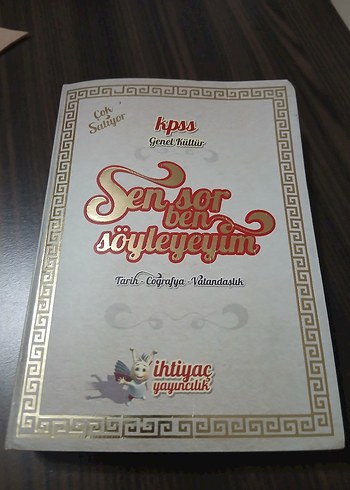 Çok
Satıyor
kpss
Genel Kültür
Sen sor
ben
söyleyeyim
Tarih - Coğrafya - Vatandaşlık
ihtiyaç
yayıncılık